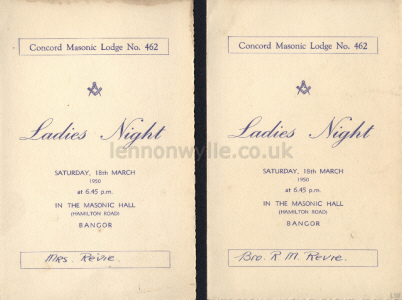 Concord Masonic Lodge No. 462
Ladies Night
SATURDAY, 18th MARCH
1950
at 6.45 p.m.
IN THE MASONIC HALL
(HAMILTON ROAD)
BANGOR
Mrs. Revie.
Concord Masonic Lodge No. 462
Ladies Night
SATURDAY, 18th MARCH
1950
at 6.45 p.m.
IN THE MASONIC HALL
(HAMILTON ROAD)
BANGOR
Bro. R. M. Revie.
lennonwylie.co.uk